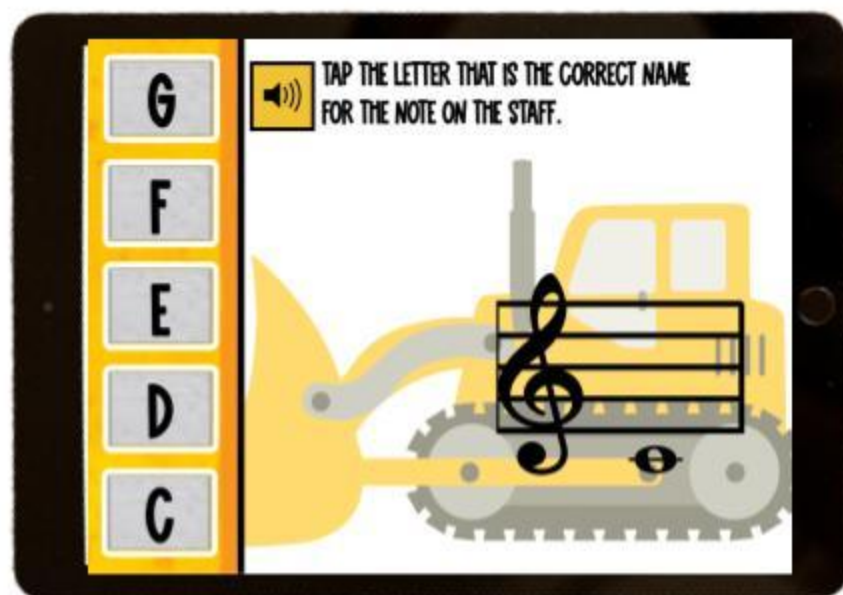 G
F
E
D
C
TAP THE LETTER THAT IS THE CORRECT NAME
FOR THE NOTE ON THE STAFF.